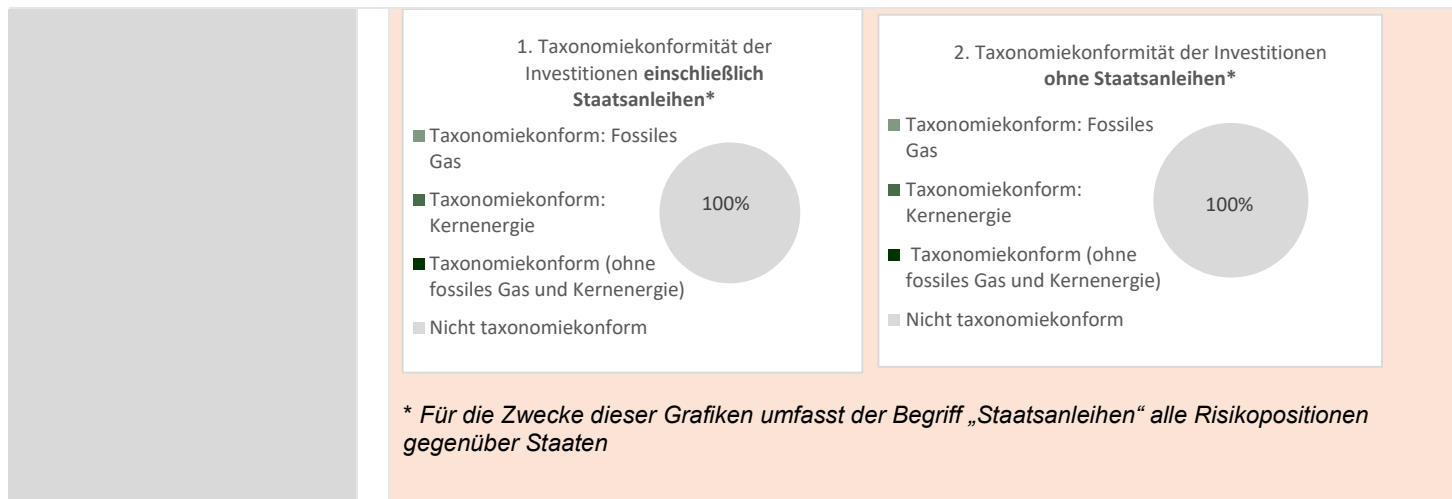 1. Taxonomiekonformität der
Investitionen einschließlich
Staatsanleihen*
Taxonomiekonform: Fossiles
Gas
Taxonomiekonform:
Kernenergie
Taxonomiekonform (ohne
fossiles Gas und Kernenergie)
Nicht taxonomiekonform
100%
2. Taxonomiekonformität der Investitionen
ohne Staatsanleihen*
Taxonomiekonform: Fossiles
Gas
Taxonomiekonform:
Kernenergie
Taxonomiekonform (ohne
fossiles Gas und Kernenergie)
Nicht taxonomiekonform
100%
* Für die Zwecke dieser Grafiken umfasst der Begriff „Staatsanleihen“ alle Risikopositionen
gegenüber Staaten